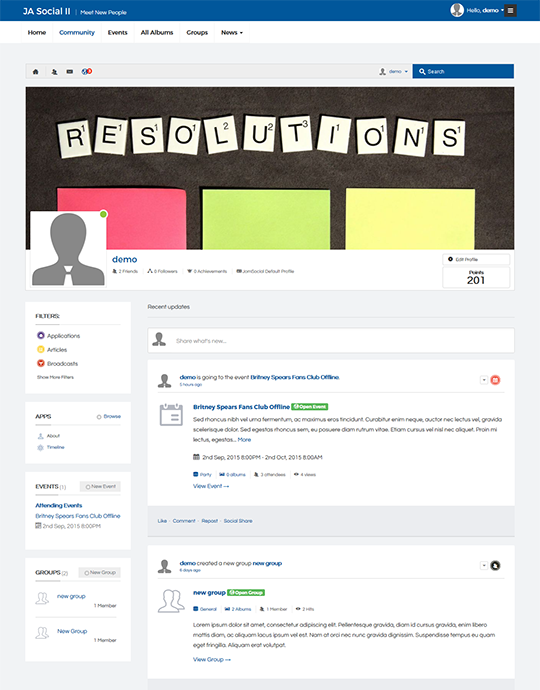 JA Social II | Meet New People
Hello, demo
Home Community Events All Albums Groups News
demo Search
RESOLUTIONS
demo
2 Friends 0 Followers 0 Achievements JomSocial Default Profile
Edit Profile
Points
201
FILTERS:
Applications
Articles
Broadcasts
Show More Filters
APPS Browse
About
Timeline
EVENTS (1) New Event
Attending Events
Britney Spears Fans Club Offline
2nd Sep, 2015 8:00PM
GROUPS (2) New Group
new group
1 Member
New Group
1 Member
Recent updates
Share what's new...
demo is going to the event Britney Spears Fans Club Offline.
3 hours ago
Britney Spears Fans Club Offline Open Event
Sed rhoncus nibh vel urna fermentum, ac maximus eros tincidunt. Curabitur enim neque, auctor nec lectus vel, gravida
scelerisque dolor. Sed egestas rhoncus sem, eu posuere diam rutrum vitae. Etiam cursus vel nisl nec aliquet. Proin mi
lectus, egestas... More
2nd Sep, 2015 8:00PM - 2nd Oct, 2015 8:00AM
Party 0 albums 2 attendees 4 views
View Event →
Like · Comment · Repost · Social Share
demo created a new group new group
6 days ago
new group Open Group
General 2 Albums 1 Member 2 Hits
Lorem ipsum dolor sit amet, consectetur adipiscing elit. Pellentesque gravida, diam id cursus gravida, enim libero
mattis diam, ac aliquam lacus ipsum vel est. Nam at orci nec nunc gravida dignissim. Suspendisse tempus eu quam
eget fringilla. Aliquam erat volutpat.
View Group →